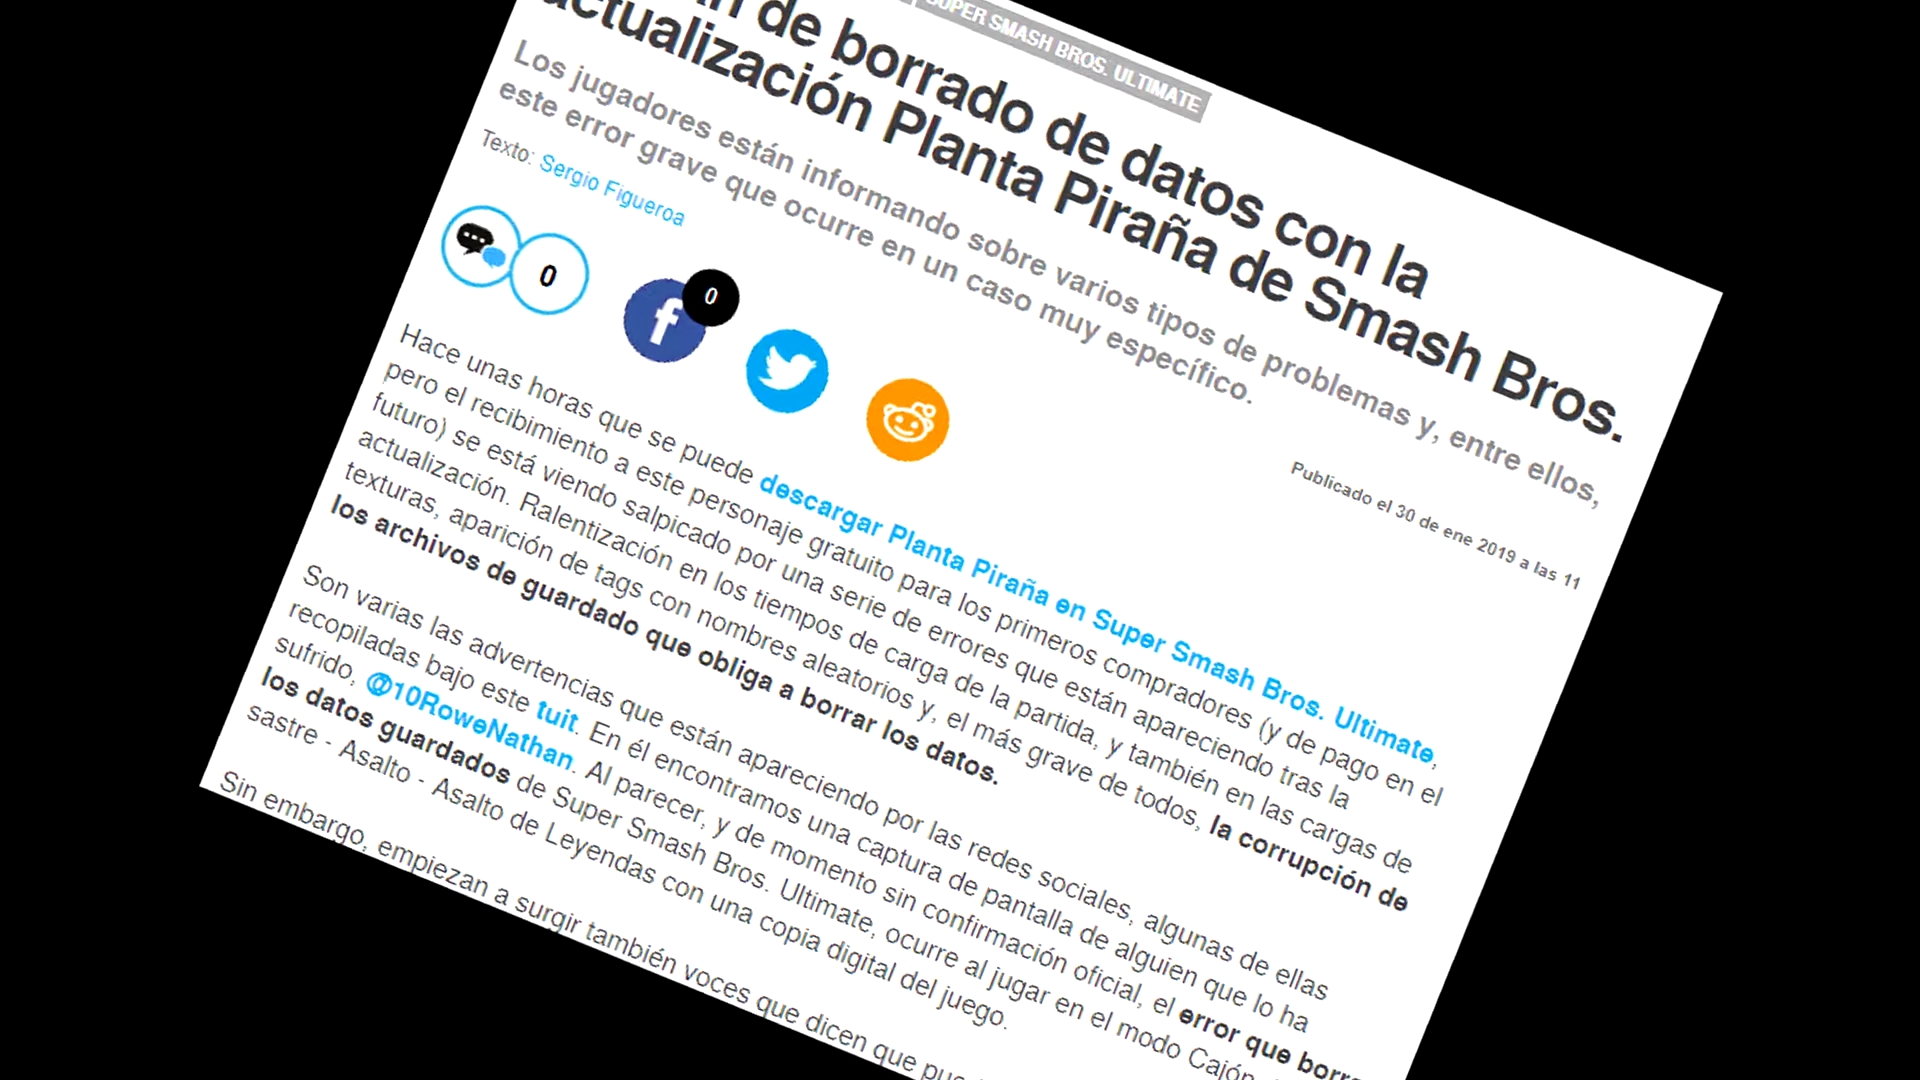 SUPER SMASH BROS. ULTIMATE
de borrado de datos con la
actualización Planta Piraña de Smash Bros.
Los jugadores están informando sobre varios tipos de problemas y, entre ellos,
este error grave que ocurre en un caso muy específico.
Texto: Sergio Figueroa
Publicado el 30 de ene 2019 a las 11
0
0
Hace unas horas que se puede descargar Planta Piraña en Super Smash Bros. Ultimate,
pero el recibimiento a este personaje gratuito para los primeros compradores (y de pago en el
futuro) se está viendo salpicado por una serie de errores que están apareciendo tras la
actualización. Ralentización en los tiempos de carga de la partida, y también en las cargas de
texturas, aparición de tags con nombres aleatorios y, el más grave de todos, la corrupción de
los archivos de guardado que obliga a borrar los datos.
Son varias las advertencias que están apareciendo por las redes sociales, algunas de ellas
recopiladas bajo este tuit. En él encontramos una captura de pantalla de alguien que lo ha
sufrido, @10RoweNathan. Al parecer, y de momento sin confirmación oficial, el error que borra
los datos guardados de Super Smash Bros. Ultimate, ocurre al jugar en el modo Cajón
sastre - Asalto - Asalto de Leyendas con una copia digital del juego.
Sin embargo, empiezan a surgir también voces que dicen que